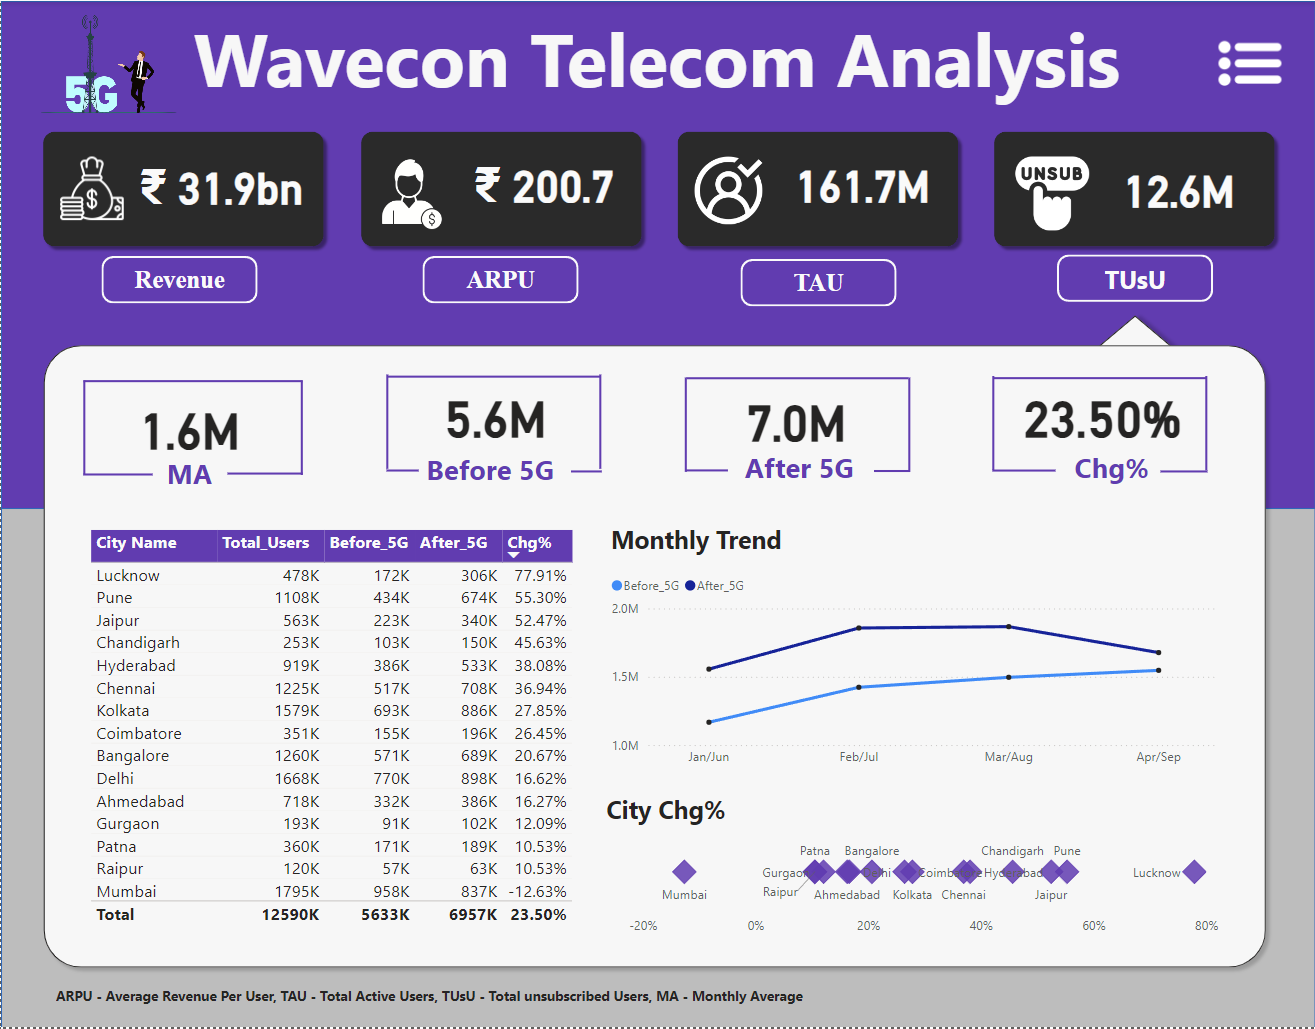 5G
Wavecon Telecom Analysis
₹ 31.9bn
₹ 200.7
161.7M
UNSUB
12.6M
Revenue
ARPU
TAU
TUsU
1.6M
MA
5.6M
Before 5G
7.0M
After 5G
23.50%
Chg%
City Name Total_Users Before_5G After_5G Chg%
Lucknow 478K 172K 306K 77.91%
Pune 1108K 434K 674K 55.30%
Jaipur 563K 223K 340K 52.47%
Chandigarh 253K 103K 150K 45.63%
Hyderabad 919K 386K 533K 38.08%
Chennai 1225K 517K 708K 36.94%
Kolkata 1579K 693K 886K 27.85%
Coimbatore 351K 155K 196K 26.45%
Bangalore 1260K 571K 689K 20.67%
Delhi 1668K 770K 898K 16.62%
Ahmedabad 718K 332K 386K 16.27%
Gurgaon 193K 91K 102K 12.09%
Patna 360K 171K 189K 10.53%
Raipur 120K 57K 63K 10.53%
Mumbai 1795K 958K 837K -12.63%
Total 12590K 5633K 6957K 23.50%
Monthly Trend
Before_5G After_5G
2.0M
1.5M
1.0M
Jan/Jun Feb/Jul Mar/Aug Apr/Sep
City Chg%
Patna Bangalore Chandigarh Pune
Gurgaon Delhi Coimbatore Hyderabad Lucknow
Mumbai Raipur Ahmedabad Kolkata Chennai Jaipur
-20% 0% 20% 40% 60% 80%
ARPU - Average Revenue Per User, TAU - Total Active Users, TUsU - Total unsubscribed Users, MA - Monthly Average